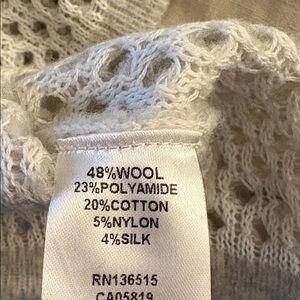 48%WOOL
23%POLYAMIDE
20%COTTON
5%NYLON
4%SILK
RN136515
CA05819